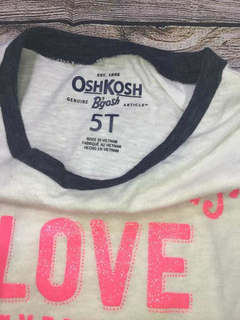 EST. 1895
OSHKOSH
GENUINE B'gosh ARTICLE
5T
MADE IN VIETNAM
FABRIQUÉ AU VIETNAM
HECHO EN VIETNAM
LOVE